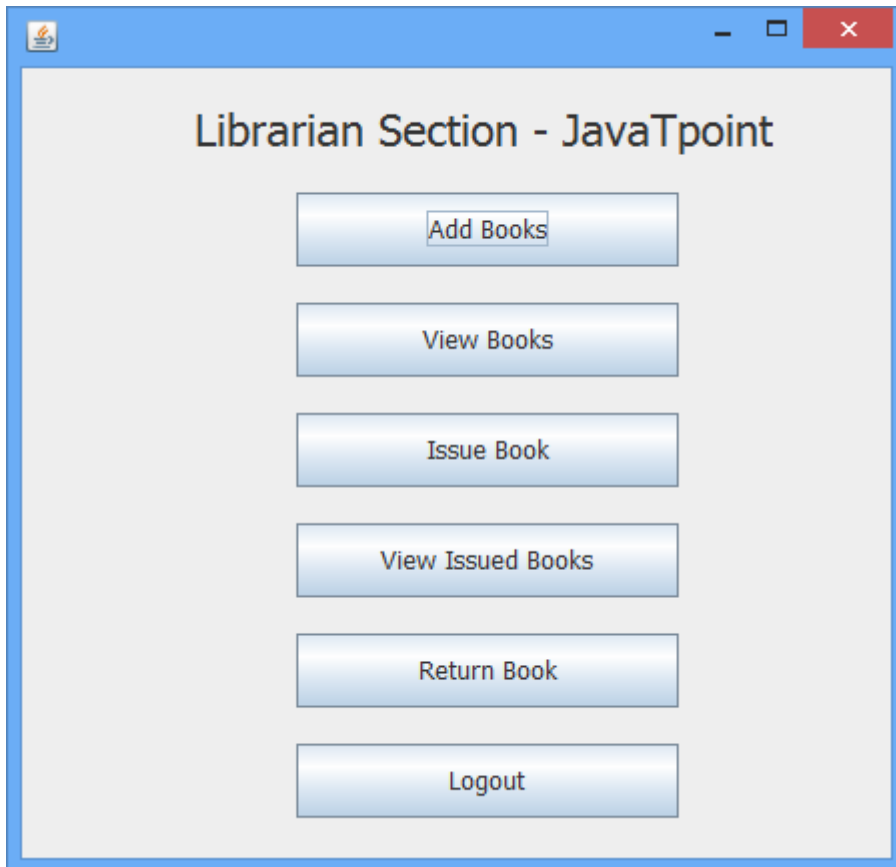 Librarian Section - JavaTpoint
Add Books
View Books
Issue Book
View Issued Books
Return Book
Logout